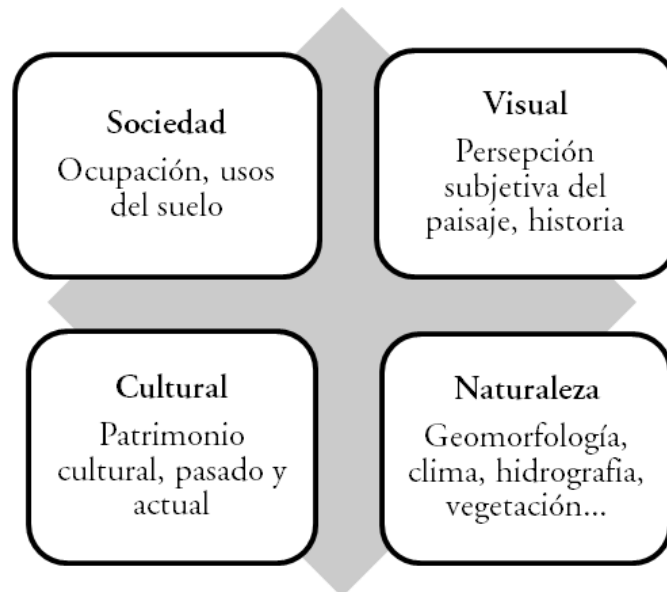 Sociedad
Ocupación, usos
del suelo
Visual
Persepción
subjetiva del
paisaje, historia
Cultural
Patrimonio
cultural, pasado y
actual
Naturaleza
Geomorfología,
clima, hidrografia,
vegetación...